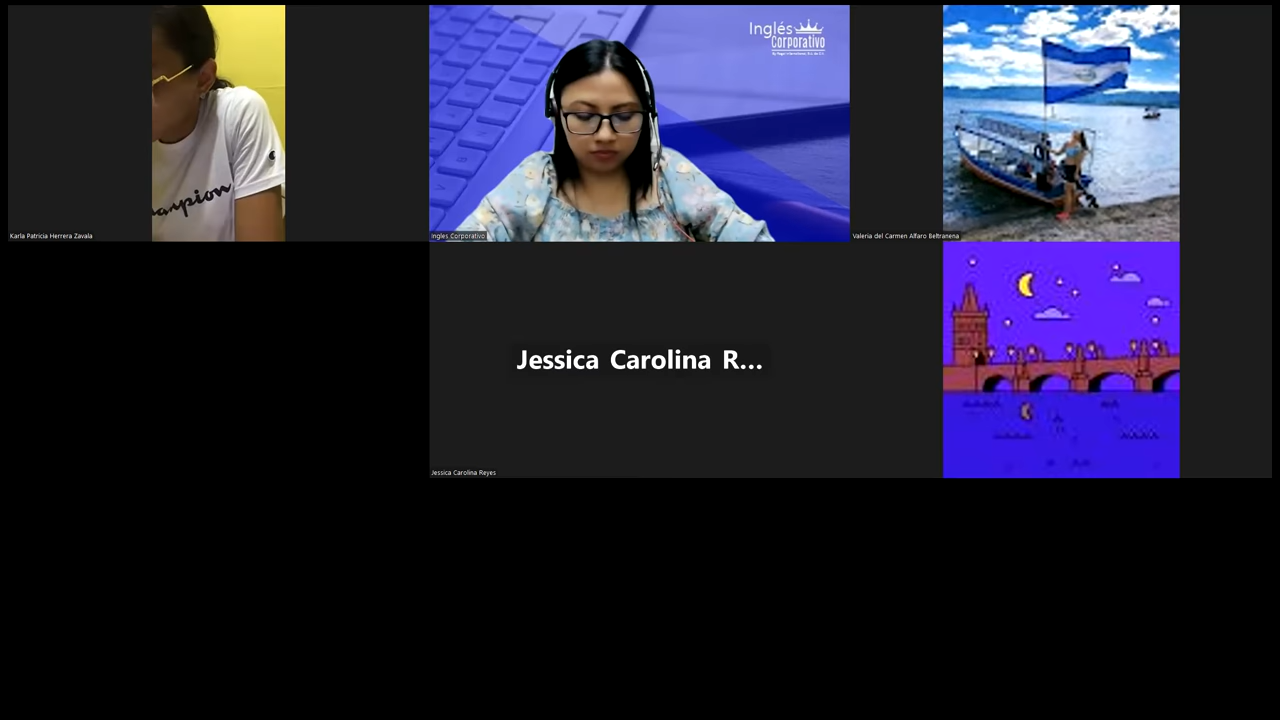 Inglés
Corporativo
Karla Patricia Herrera Zavala
Ingles Corporativo
Valeria del Carmen Alfaro Beltranena
Jessica Carolina R...
Jessica Carolina Reyes